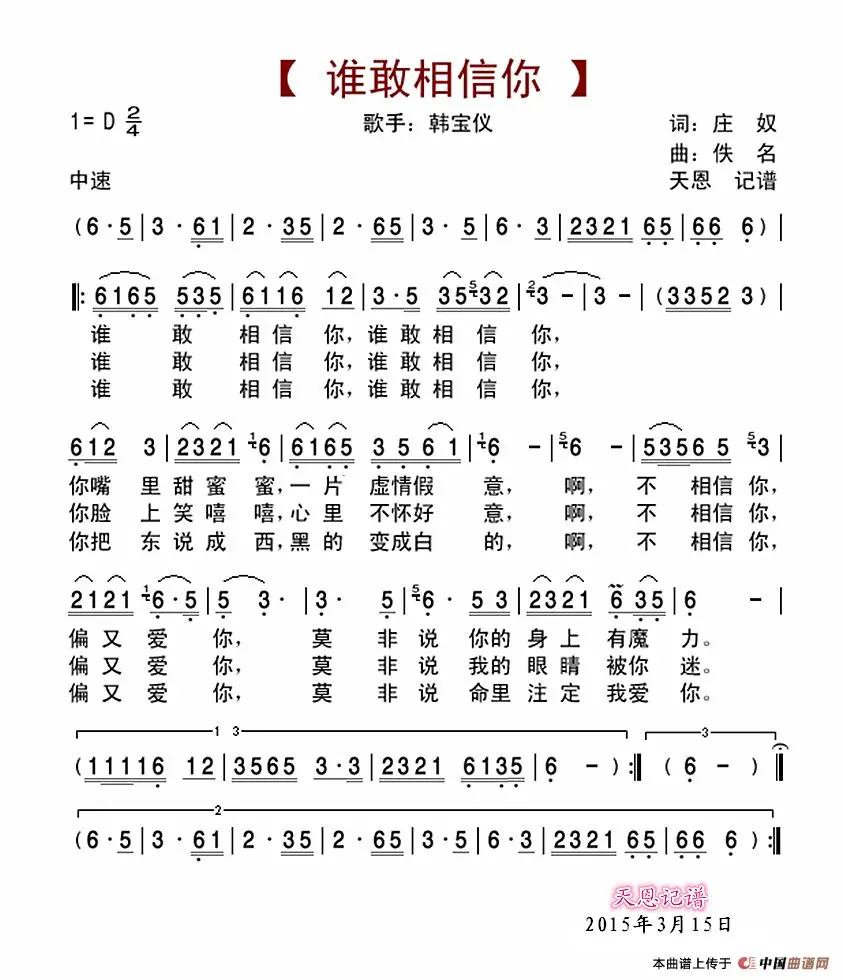 【 谁敢相信你 】
1= D 2/4
歌手：韩宝仪
词：庄 奴
曲：佚 名
中速
天恩 记谱
(6·5|3·61|2·35|2·65|3·5|6·3|2321 65|66 6)|
‖:6165 535|6116 12|3·5 35 5 32|2 3 -|3 -|(3352 3)|
谁 敢 相 信 你，谁 敢 相 信 你，
谁 敢 相 信 你，谁 敢 相 信 你，
谁 敢 相 信 你，谁 敢 相 信 你，
612 3|2321 1 6|6165 3561|1 6 -|5 6 -|53565 5 3|
你嘴 里甜蜜 蜜，一片 虚情假 意， 啊， 不 相信你，
你脸 上笑嘻 嘻，心里 不怀好 意， 啊， 不 相信你，
你把 东说成 西，黑的 变成白 的， 啊， 不 相信你，
2121 1 6·5|5 3·|3· 5|5 6· 53|2321 635|6 -|
偏又爱 你， 莫 非说 你的身上 有魔力。
偏又爱 你， 莫 非说 我的眼睛 被你迷。
偏又爱 你， 莫 非说 命里注定 我爱你。
1 3
3
(11116 12|3565 3·3|2321 6135|6 -):‖(6 -)‖
2
(6·5|3·61|2·35|2·65|3·5|6·3|2321 65|66 6):‖
天恩记谱
2015年3月15日
本曲谱上传于 中国曲谱网